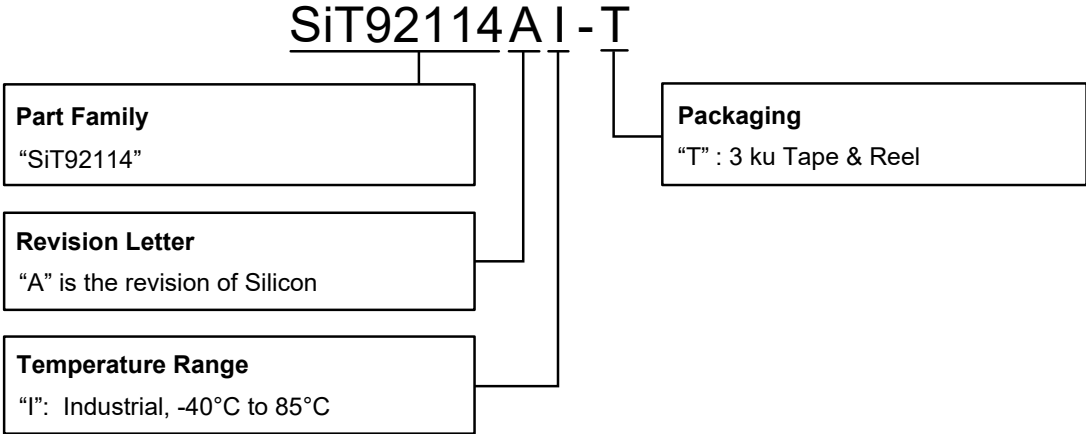 SiT92114AI-T
Part Family
“SiT92114”
Packaging
“T” : 3 ku Tape & Reel
Revision Letter
“A” is the revision of Silicon
Temperature Range
“I”: Industrial, -40°C to 85°C